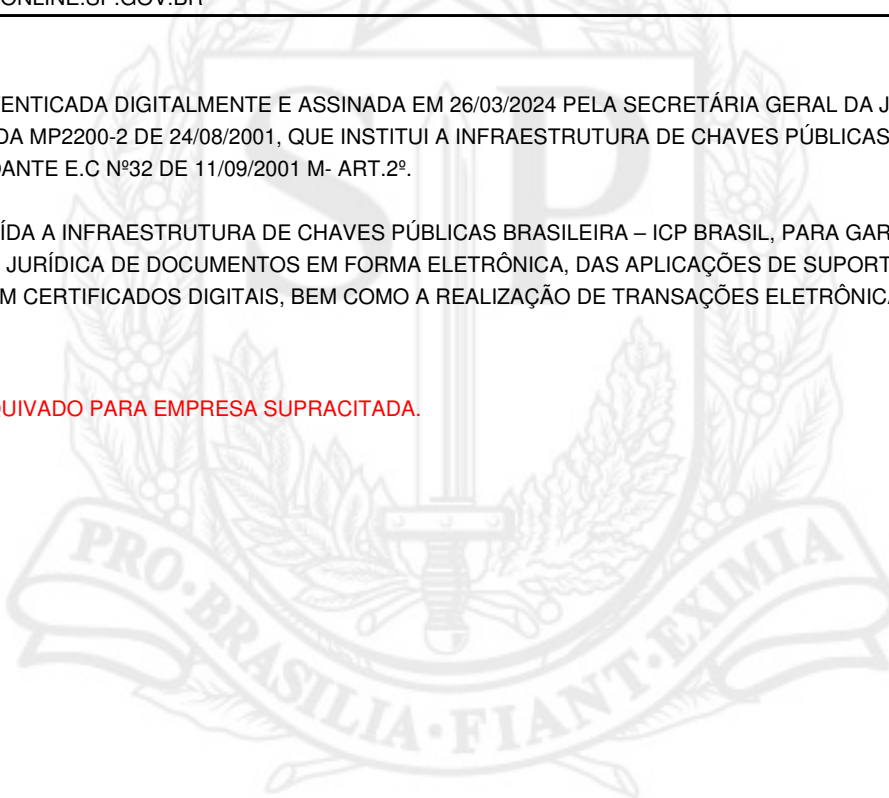 ONLINE.SP.GOV.BR
ENTICADA DIGITALMENTE E ASSINADA EM 26/03/2024 PELA SECRETÁRIA GERAL DA J
DA MP2200-2 DE 24/08/2001, QUE INSTITUI A INFRAESTRUTURA DE CHAVES PÚBLICAS
DANTE E.C Nº32 DE 11/09/2001 M- ART.2º.
ÍDA A INFRAESTRUTURA DE CHAVES PÚBLICAS BRASILEIRA – ICP BRASIL, PARA GAR
JURÍDICA DE DOCUMENTOS EM FORMA ELETRÔNICA, DAS APLICAÇÕES DE SUPORT
M CERTIFICADOS DIGITAIS, BEM COMO A REALIZAÇÃO DE TRANSAÇÕES ELETRÔNICA
QUIVADO PARA EMPRESA SUPRACITADA.
SP
PRO·BRASILIA·FIANT·EXIMIA